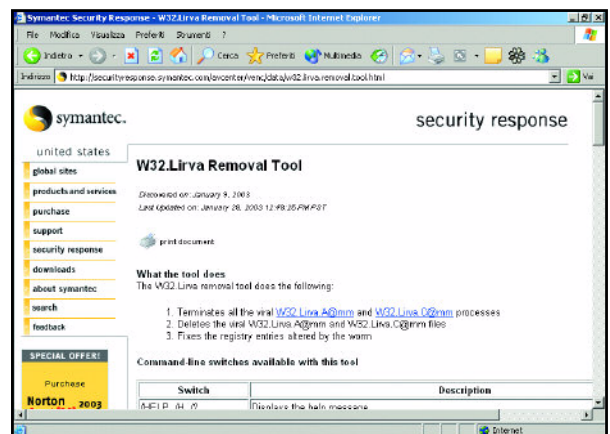 Symantec Security Response - W32.Lirva Removal Tool - Microsoft Internet Explorer
File Modifica Visualizza Preferiti Strumenti ?
Indietro Cerca Preferiti Multimedia
Indirizzo http://securityresponse.symantec.com/avcenter/venc/data/w32.lirva.removal.tool.html Vai
symantec.
security response
united states
global sites
products and services
purchase
support
security response
downloads
about symantec
search
feedback
SPECIAL OFFER!
Purchase
Norton
2003
W32.Lirva Removal Tool
Discovered on: January 9, 2003
Last Updated on: January 28, 2003 12:48:25 PM PST
print document
What the tool does
The W32.Lirva removal tool does the following:
1. Terminates all the viral W32.Lirva.A@mm and W32.Lirva.C@mm processes
2. Deletes the viral W32.Lirva.A@mm and W32.Lirva.C@mm files
3. Fixes the registry entries altered by the worm
Command-line switches available with this tool
Switch Description
/HELP, /H, /? Displays the help message.
Internet